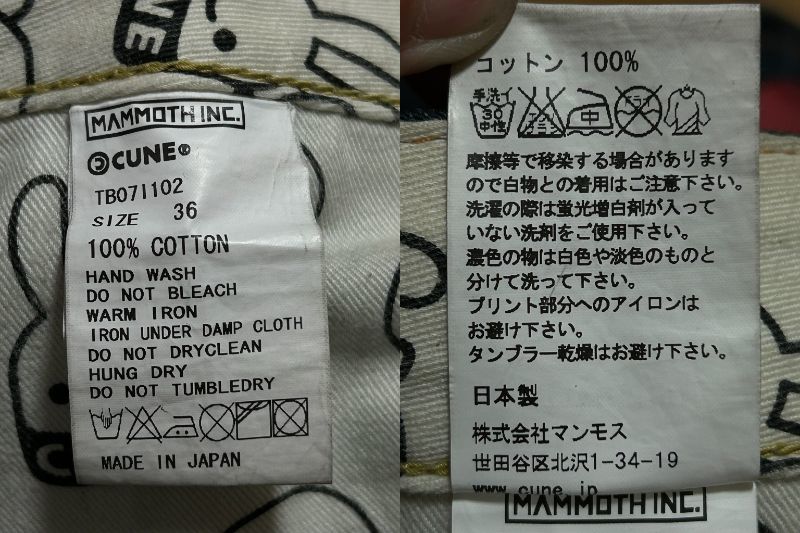 MAMMOTH INC.
CUNE®
TB071102
SIZE 36
100% COTTON
HAND WASH
DO NOT BLEACH
WARM IRON
IRON UNDER DAMP CLOTH
DO NOT DRYCLEAN
HUNG DRY
DO NOT TUMBLEDRY
MADE IN JAPAN
コットン 100%
手洗イ
30
中性
エンソ
サラシ
中
ドライ
摩擦等で移染する場合があります
ので白物との着用はご注意下さい。
洗濯の際は蛍光増白剤が入って
いない洗剤をご使用下さい。
濃色の物は白色や淡色のものと
分けて洗って下さい。
プリント部分へのアイロンは
お避け下さい。
タンブラー乾燥はお避け下さい。
日本製
株式会社マンモス
世田谷区北沢1-34-19
www.cune.jp
MAMMOTH INC.